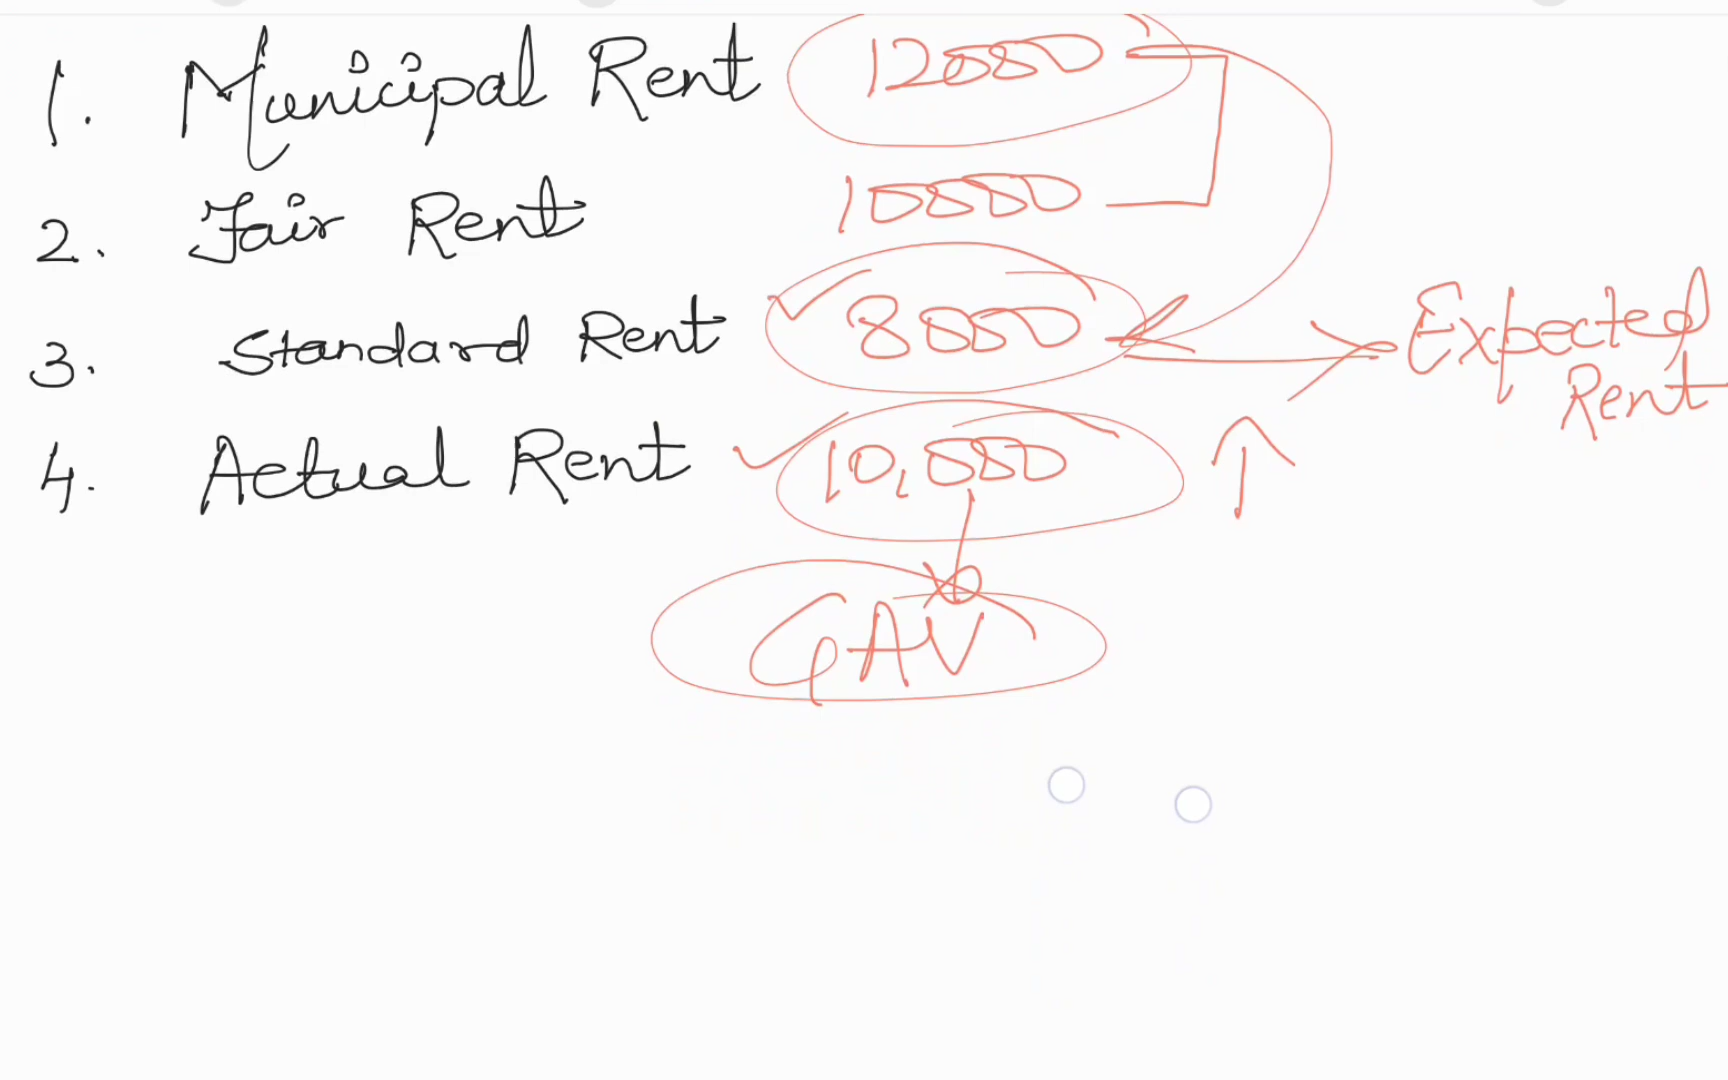 1. Municipal Rent 12000
2. Fair Rent 10000
3. Standard Rent 8000 Expected Rent
4. Actual Rent 10,000
GAV